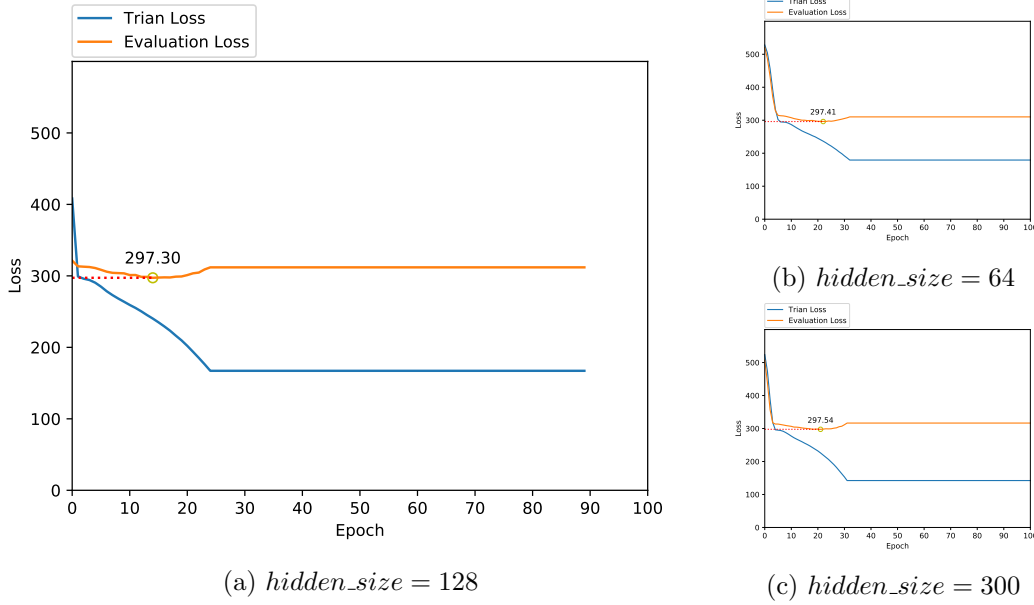 Trian Loss
Evaluation Loss
297.30
Loss
500
400
300
200
100
0
0 10 20 30 40 50 60 70 80 90 100
Epoch
(a) hidden_size = 128
Trian Loss
Evaluation Loss
297.41
Loss
500
400
300
200
100
0
0 10 20 30 40 50 60 70 80 90 100
Epoch
(b) hidden_size = 64
Trian Loss
Evaluation Loss
297.54
Loss
500
400
300
200
100
0
0 10 20 30 40 50 60 70 80 90 10
Epoch
(c) hidden_size = 300